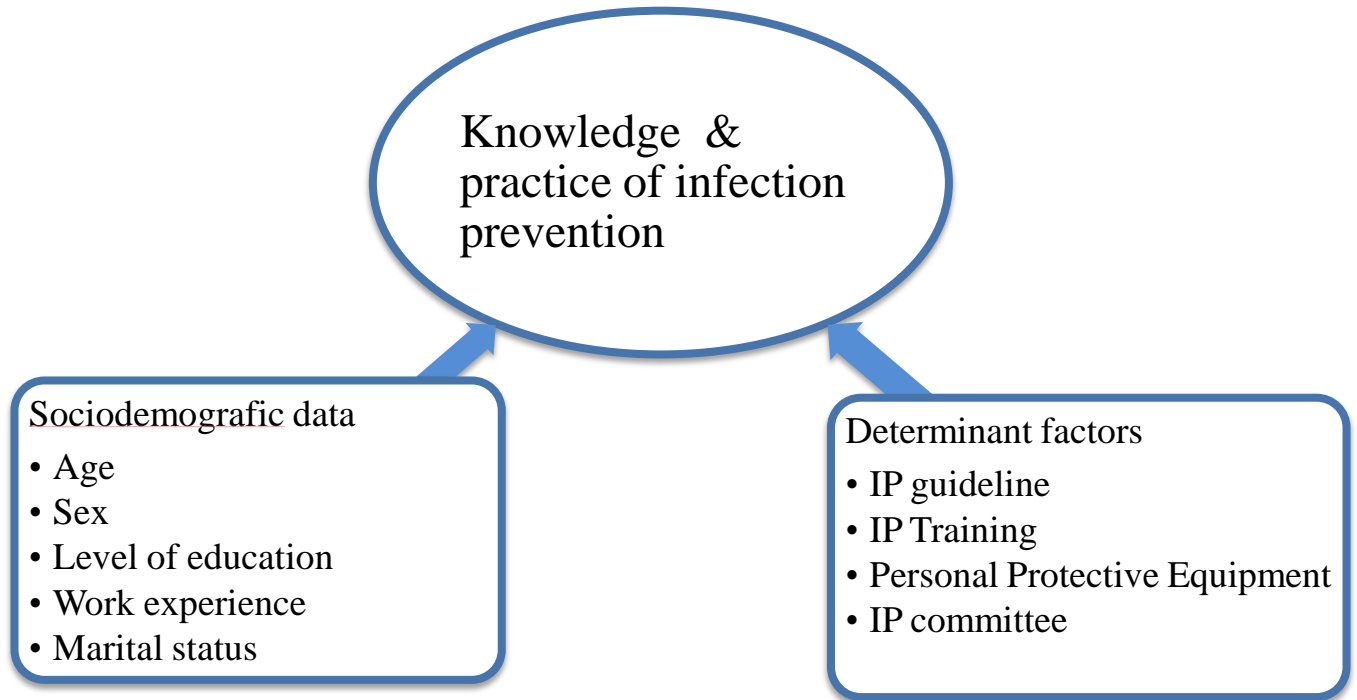 Knowledge &
practice of infection
prevention
Sociodemografic data
• Age
• Sex
• Level of education
• Work experience
• Marital status
Determinant factors
• IP guideline
• IP Training
• Personal Protective Equipment
• IP committee